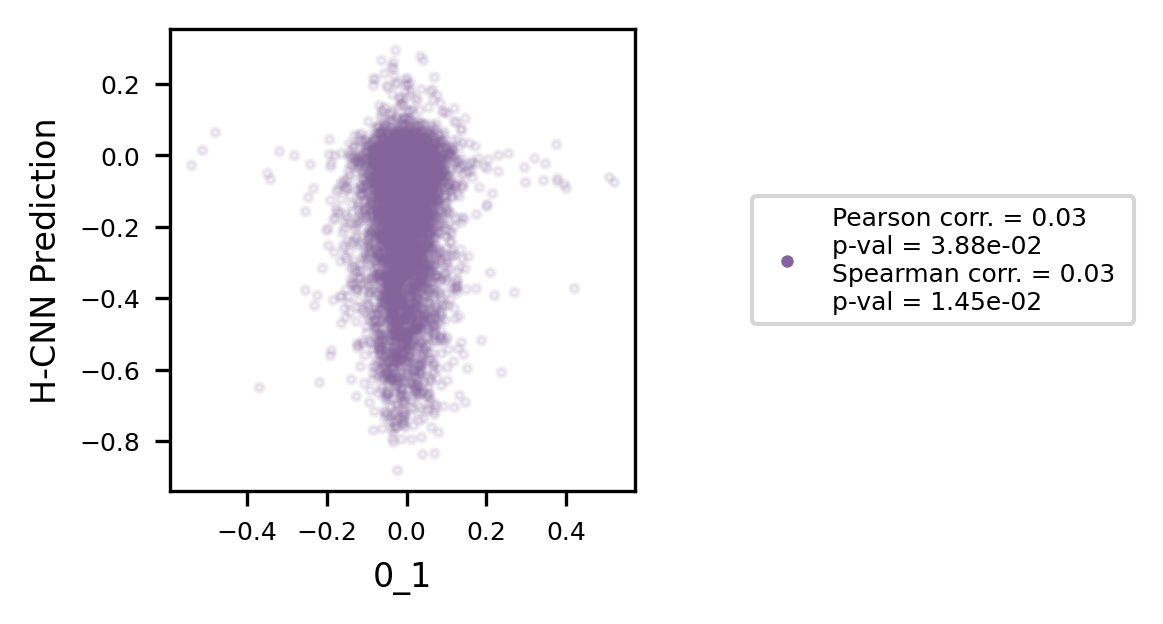 H-CNN Prediction
0.2
0.0
−0.2
−0.4
−0.6
−0.8
−0.4 −0.2 0.0 0.2 0.4
0_1
Pearson corr. = 0.03
p-val = 3.88e-02
Spearman corr. = 0.03
p-val = 1.45e-02